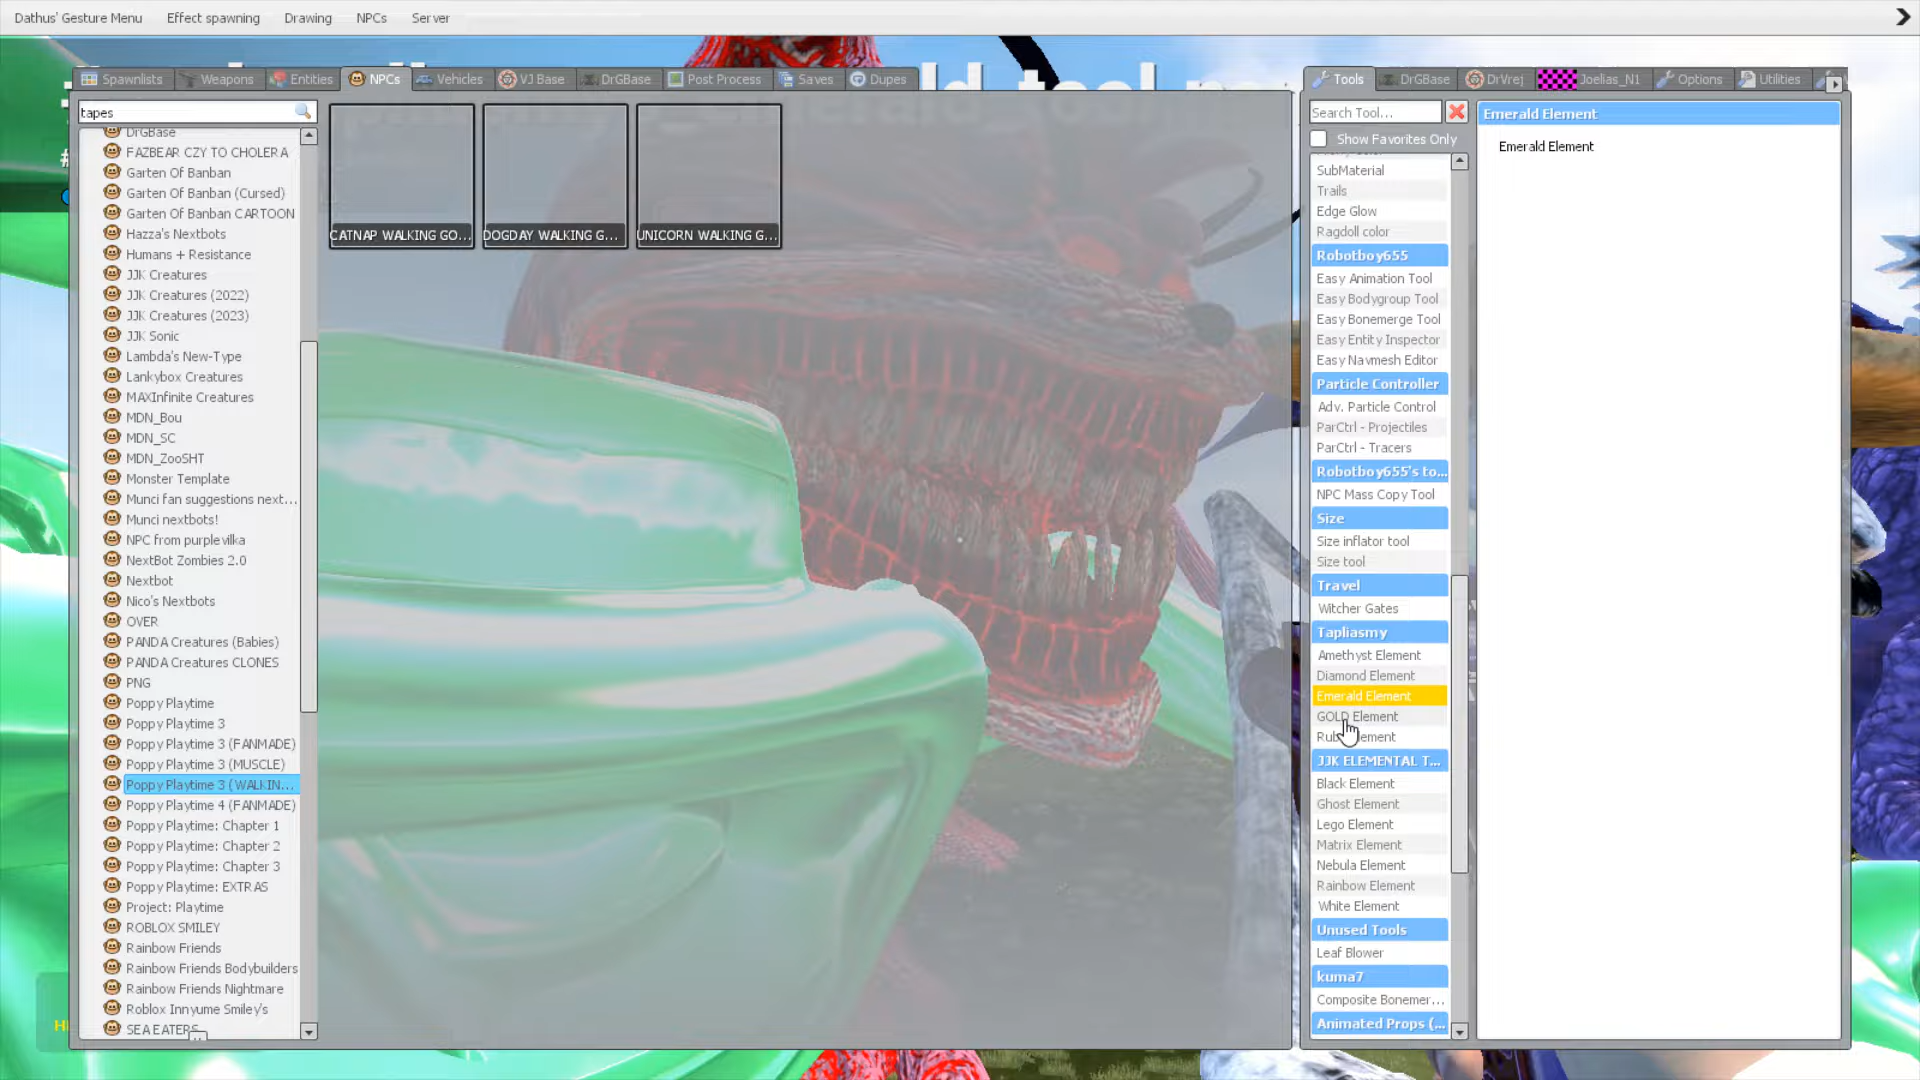 Dathus' Gesture Menu
Effect spawning
Drawing
NPCs
Server
Spawnlists
Weapons
Entities
NPCs
Vehicles
VJ Base
DrGBase
Post Process
Saves
Dupes
tapes
DrGBase
FAZBEAR CZY TO CHOLERA
Garten Of Banban
Garten Of Banban (Cursed)
Garten Of Banban CARTOON
Hazza's Nextbots
Humans + Resistance
JJK Creatures
JJK Creatures (2022)
JJK Creatures (2023)
JJK Sonic
Lambda's New-Type
Lankybox Creatures
MAXInfinite Creatures
MDN_Bou
MDN_SC
MDN_ZooSHT
Monster Template
Munci fan suggestions next...
Munci nextbots!
NPC from purplevilka
NextBot Zombies 2.0
Nextbot
Nico's Nextbots
OVER
PANDA Creatures (Babies)
PANDA Creatures CLONES
PNG
Poppy Playtime
Poppy Playtime 3
Poppy Playtime 3 (FANMADE)
Poppy Playtime 3 (MUSCLE)
Poppy Playtime 3 (WALKIN...
Poppy Playtime 4 (FANMADE)
Poppy Playtime: Chapter 1
Poppy Playtime: Chapter 2
Poppy Playtime: Chapter 3
Poppy Playtime: EXTRAS
Project: Playtime
ROBLOX SMILEY
Rainbow Friends
Rainbow Friends Bodybuilders
Rainbow Friends Nightmare
Roblox Innyume Smiley's
SEA EATERS
CATNAP WALKING GO...
DOGDAY WALKING G...
UNICORN WALKING G...
Tools
DrGBase
DrVrej
Joelias_N1
Options
Utilities
Search Tool...
Show Favorites Only
SubMaterial
Trails
Edge Glow
Ragdoll color
Robotboy655
Easy Animation Tool
Easy Bodygroup Tool
Easy Bonemerge Tool
Easy Entity Inspector
Easy Navmesh Editor
Particle Controller
Adv. Particle Control
ParCtrl - Projectiles
ParCtrl - Tracers
Robotboy655's to...
NPC Mass Copy Tool
Size
Size inflator tool
Size tool
Travel
Witcher Gates
Tapliasmy
Amethyst Element
Diamond Element
Emerald Element
GOLD Element
Ruby Element
JJK ELEMENTAL T...
Black Element
Ghost Element
Lego Element
Matrix Element
Nebula Element
Rainbow Element
White Element
Unused Tools
Leaf Blower
kuma7
Composite Bonemer...
Animated Props (...
Emerald Element
Emerald Element